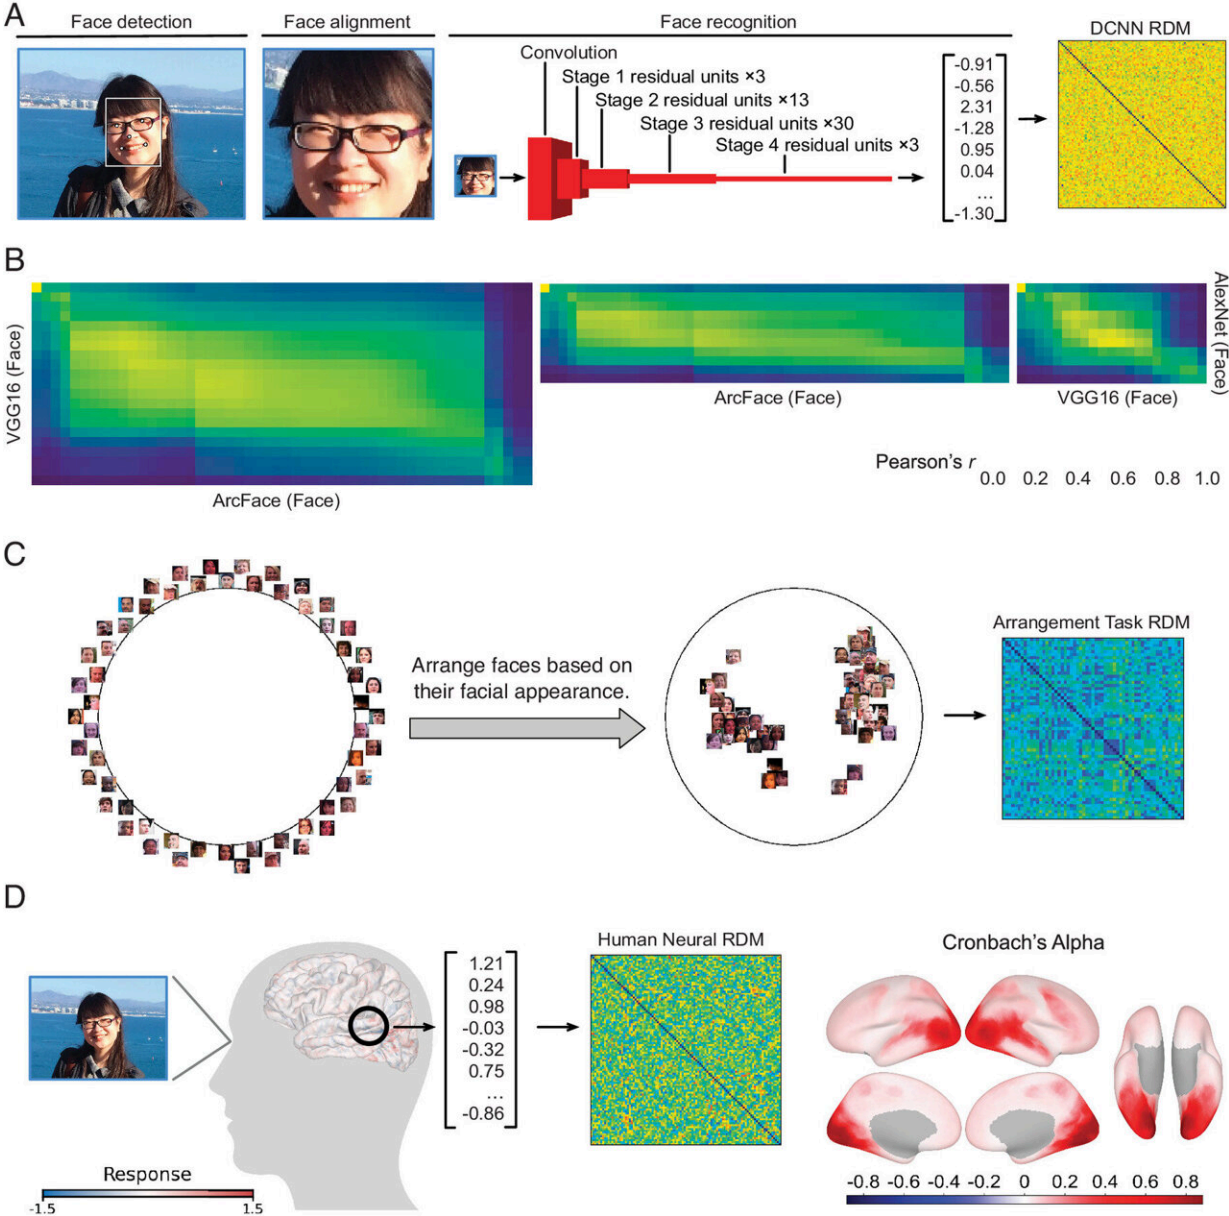 A
Face detection
Face alignment
Face recognition
Convolution
Stage 1 residual units ×3
Stage 2 residual units ×13
Stage 3 residual units ×30
Stage 4 residual units ×3
-0.91
-0.56
2.31
-1.28
0.95
0.04
...
-1.30
DCNN RDM
B
VGG16 (Face)
ArcFace (Face)
ArcFace (Face)
VGG16 (Face)
AlexNet (Face)
Pearson's r
0.0 0.2 0.4 0.6 0.8 1.0
C
Arrange faces based on
their facial appearance.
Arrangement Task RDM
D
Response
-1.5 1.5
1.21
0.24
0.98
-0.03
-0.32
0.75
...
-0.86
Human Neural RDM
Cronbach's Alpha
-0.8 -0.6 -0.4 -0.2 0 0.2 0.4 0.6 0.8